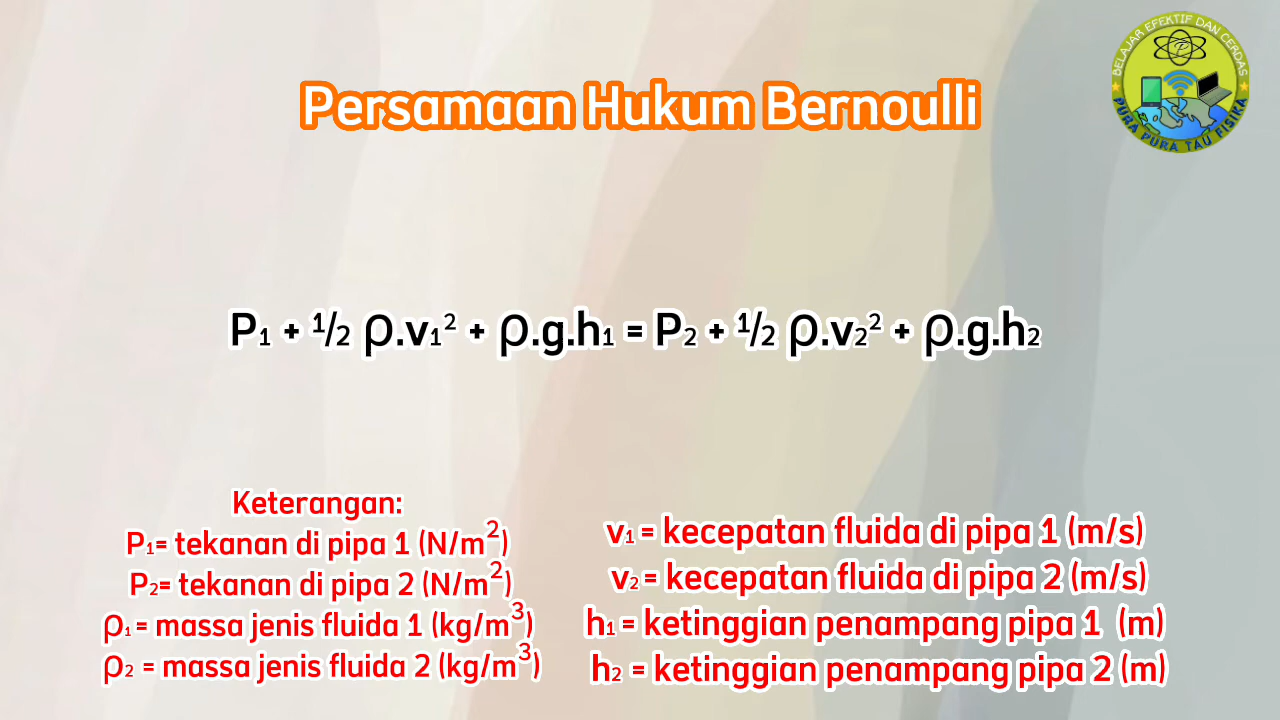 BELAJAR EFEKTIF DAN CERDAS
PURA PURA TAU FISIKA
Persamaan Hukum Bernoulli
P₁ + ½ ρ.v₁² + ρ.g.h₁ = P₂ + ½ ρ.v₂² + ρ.g.h₂
Keterangan:
P₁= tekanan di pipa 1 (N/m²)
P₂= tekanan di pipa 2 (N/m²)
ρ₁ = massa jenis fluida 1 (kg/m³)
ρ₂ = massa jenis fluida 2 (kg/m³)
v₁ = kecepatan fluida di pipa 1 (m/s)
v₂ = kecepatan fluida di pipa 2 (m/s)
h₁ = ketinggian penampang pipa 1 (m)
h₂ = ketinggian penampang pipa 2 (m)